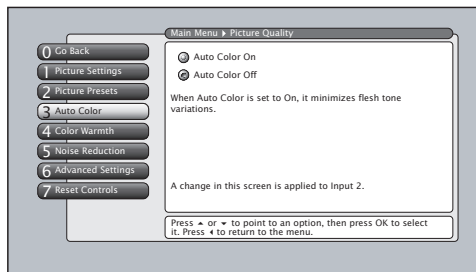 Main Menu ▸ Picture Quality
0 Go Back
1 Picture Settings
2 Picture Presets
3 Auto Color
4 Color Warmth
5 Noise Reduction
6 Advanced Settings
7 Reset Controls
Auto Color On
Auto Color Off
When Auto Color is set to On, it minimizes flesh tone
variations.
A change in this screen is applied to Input 2.
Press ▲ or ▼ to point to an option, then press OK to select
it. Press ◀ to return to the menu.